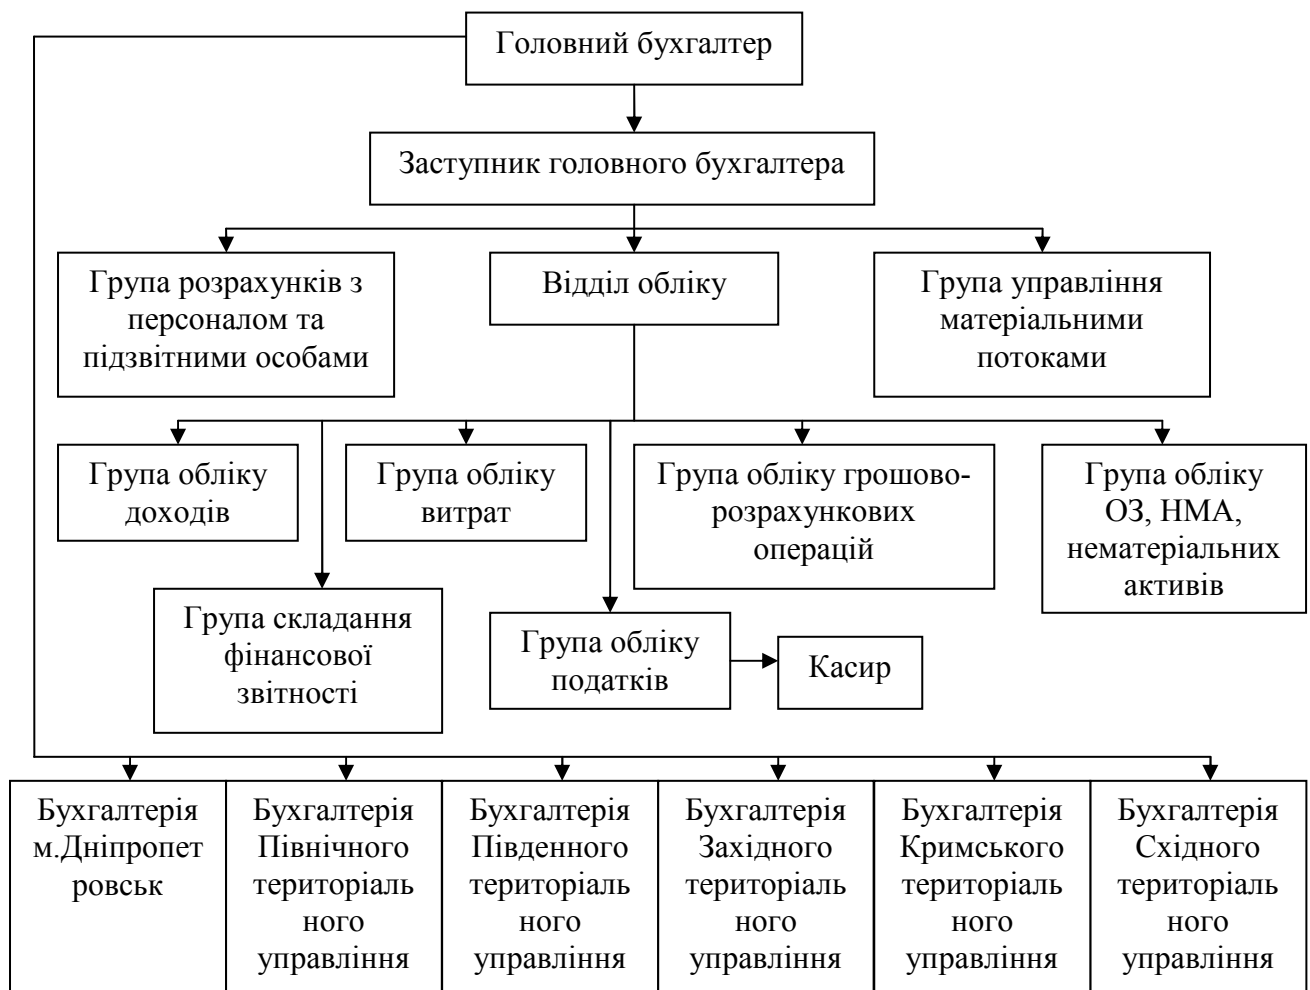 Головний бухгалтер
Заступник головного бухгалтера
Група розрахунків з
персоналом та
підзвітними особами
Відділ обліку
Група управління
матеріальними
потоками
Група обліку
доходів
Група обліку
витрат
Група обліку грошово-
розрахункових
операцій
Група обліку
ОЗ, НМА,
нематеріальних
активів
Група складання
фінансової
звітності
Група обліку
податків
Касир
Бухгалтерія
м.Дніпропет
ровськ
Бухгалтерія
Північного
територіаль
ного
управління
Бухгалтерія
Південного
територіаль
ного
управління
Бухгалтерія
Західного
територіаль
ного
управління
Бухгалтерія
Кримського
територіаль
ного
управління
Бухгалтерія
Східного
територіаль
ного
управління